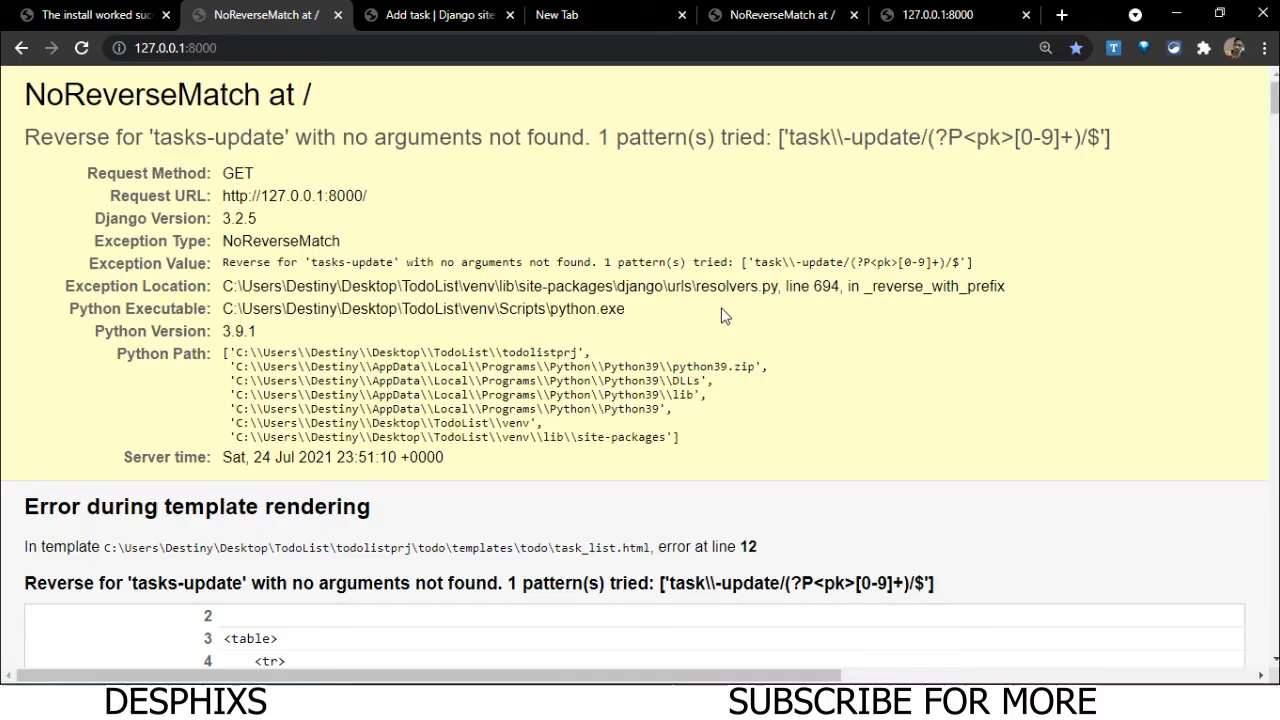 The install worked suc
NoReverseMatch at /
Add task | Django site
New Tab
NoReverseMatch at /
127.0.0.1:8000
127.0.0.1:8000
NoReverseMatch at /
Reverse for 'tasks-update' with no arguments not found. 1 pattern(s) tried: ['task\\-update/(?P<pk>[0-9]+)/$']
Request Method: GET
Request URL: http://127.0.0.1:8000/
Django Version: 3.2.5
Exception Type: NoReverseMatch
Exception Value: Reverse for 'tasks-update' with no arguments not found. 1 pattern(s) tried: ['task\\-update/(?P<pk>[0-9]+)/$']
Exception Location: C:\Users\Destiny\Desktop\TodoList\venv\lib\site-packages\django\urls\resolvers.py, line 694, in _reverse_with_prefix
Python Executable: C:\Users\Destiny\Desktop\TodoList\venv\Scripts\python.exe
Python Version: 3.9.1
Python Path: ['C:\\Users\\Destiny\\Desktop\\TodoList\\todolistprj',
'C:\\Users\\Destiny\\AppData\\Local\\Programs\\Python\\Python39\\python39.zip',
'C:\\Users\\Destiny\\AppData\\Local\\Programs\\Python\\Python39\\DLLs',
'C:\\Users\\Destiny\\AppData\\Local\\Programs\\Python\\Python39\\lib',
'C:\\Users\\Destiny\\AppData\\Local\\Programs\\Python\\Python39',
'C:\\Users\\Destiny\\Desktop\\TodoList\\venv',
'C:\\Users\\Destiny\\Desktop\\TodoList\\venv\\lib\\site-packages']
Server time: Sat, 24 Jul 2021 23:51:10 +0000
Error during template rendering
In template C:\Users\Destiny\Desktop\TodoList\todolistprj\todo\templates\todo\task_list.html, error at line 12
Reverse for 'tasks-update' with no arguments not found. 1 pattern(s) tried: ['task\\-update/(?P<pk>[0-9]+)/$']
2
3 <table>
4 <tr>
DESPHIXS
SUBSCRIBE FOR MORE